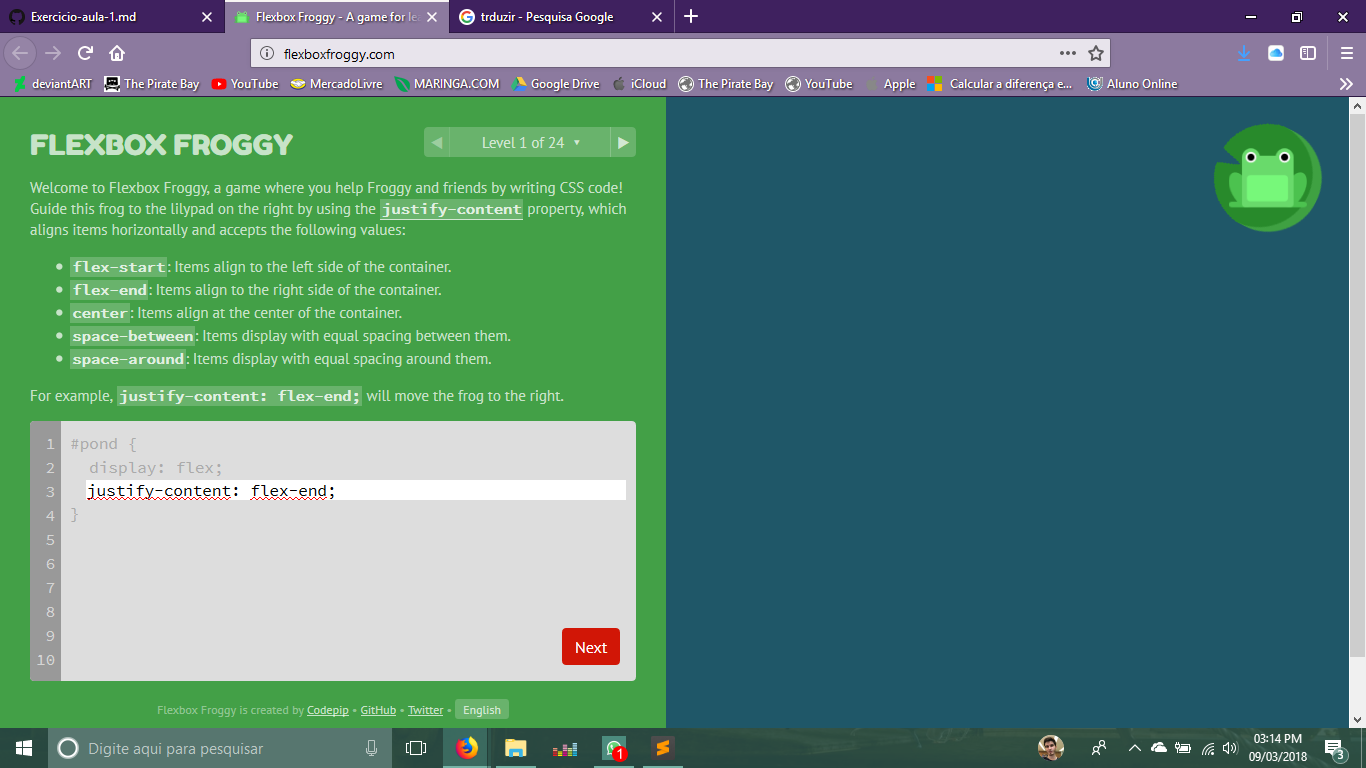 Exercicio-aula-1.md
Flexbox Froggy - A game for le
trduzir - Pesquisa Google
flexboxfroggy.com
deviantART The Pirate Bay YouTube MercadoLivre MARINGA.COM Google Drive iCloud The Pirate Bay YouTube Apple Calcular a diferença e... Aluno Online
FLEXBOX FROGGY
Level 1 of 24
Welcome to Flexbox Froggy, a game where you help Froggy and friends by writing CSS code!
Guide this frog to the lilypad on the right by using the justify-content property, which
aligns items horizontally and accepts the following values:
flex-start: Items align to the left side of the container.
flex-end: Items align to the right side of the container.
center: Items align at the center of the container.
space-between: Items display with equal spacing between them.
space-around: Items display with equal spacing around them.
For example, justify-content: flex-end; will move the frog to the right.
1 #pond {
2 display: flex;
3 justify-content: flex-end;
4 }
5
6
7
8
9
10
Next
Flexbox Froggy is created by Codepip • GitHub • Twitter • English
Digite aqui para pesquisar
1
03:14 PM
09/03/2018
3